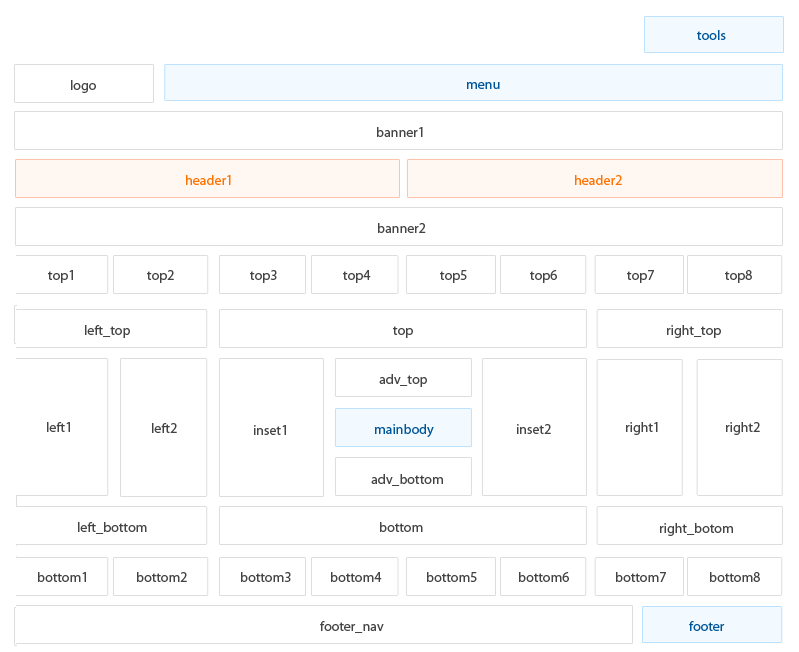 tools
logo
menu
banner1
header1
header2
banner2
top1
top2
top3
top4
top5
top6
top7
top8
left_top
top
right_top
left1
left2
inset1
adv_top
mainbody
adv_bottom
inset2
right1
right2
left_bottom
bottom
right_botom
bottom1
bottom2
bottom3
bottom4
bottom5
bottom6
bottom7
bottom8
footer_nav
footer